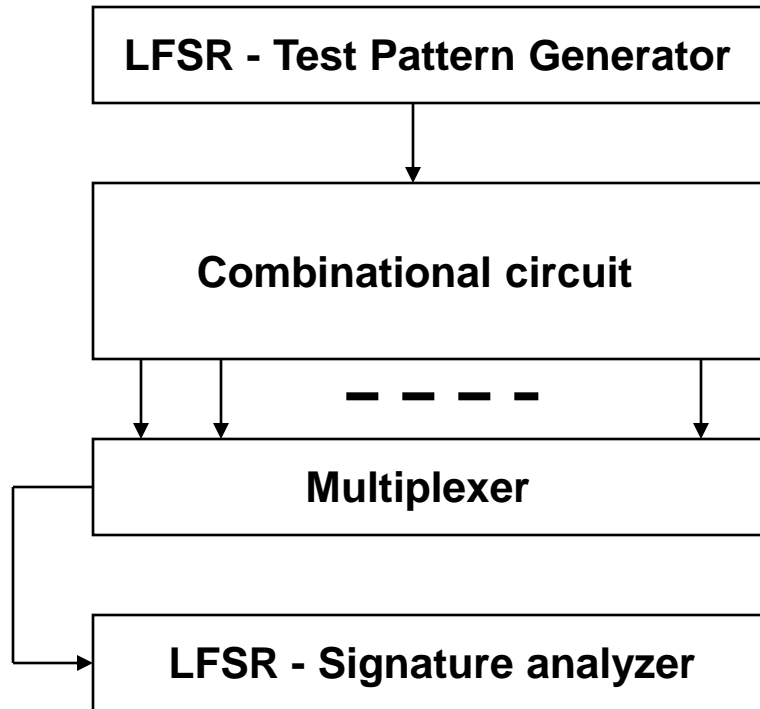 LFSR - Test Pattern Generator
Combinational circuit
Multiplexer
LFSR - Signature analyzer